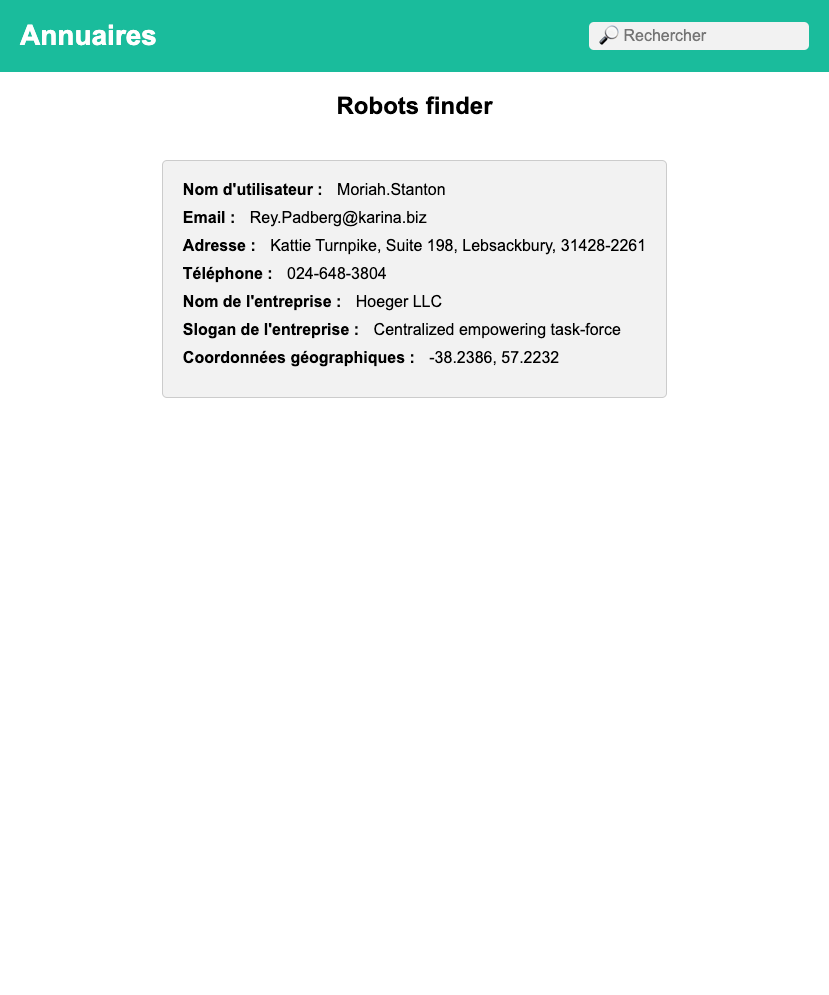 Annuaires
🔎 Rechercher
Robots finder
Nom d'utilisateur : Moriah.Stanton
Email : Rey.Padberg@karina.biz
Adresse : Kattie Turnpike, Suite 198, Lebsackbury, 31428-2261
Téléphone : 024-648-3804
Nom de l'entreprise : Hoeger LLC
Slogan de l'entreprise : Centralized empowering task-force
Coordonnées géographiques : -38.2386, 57.2232